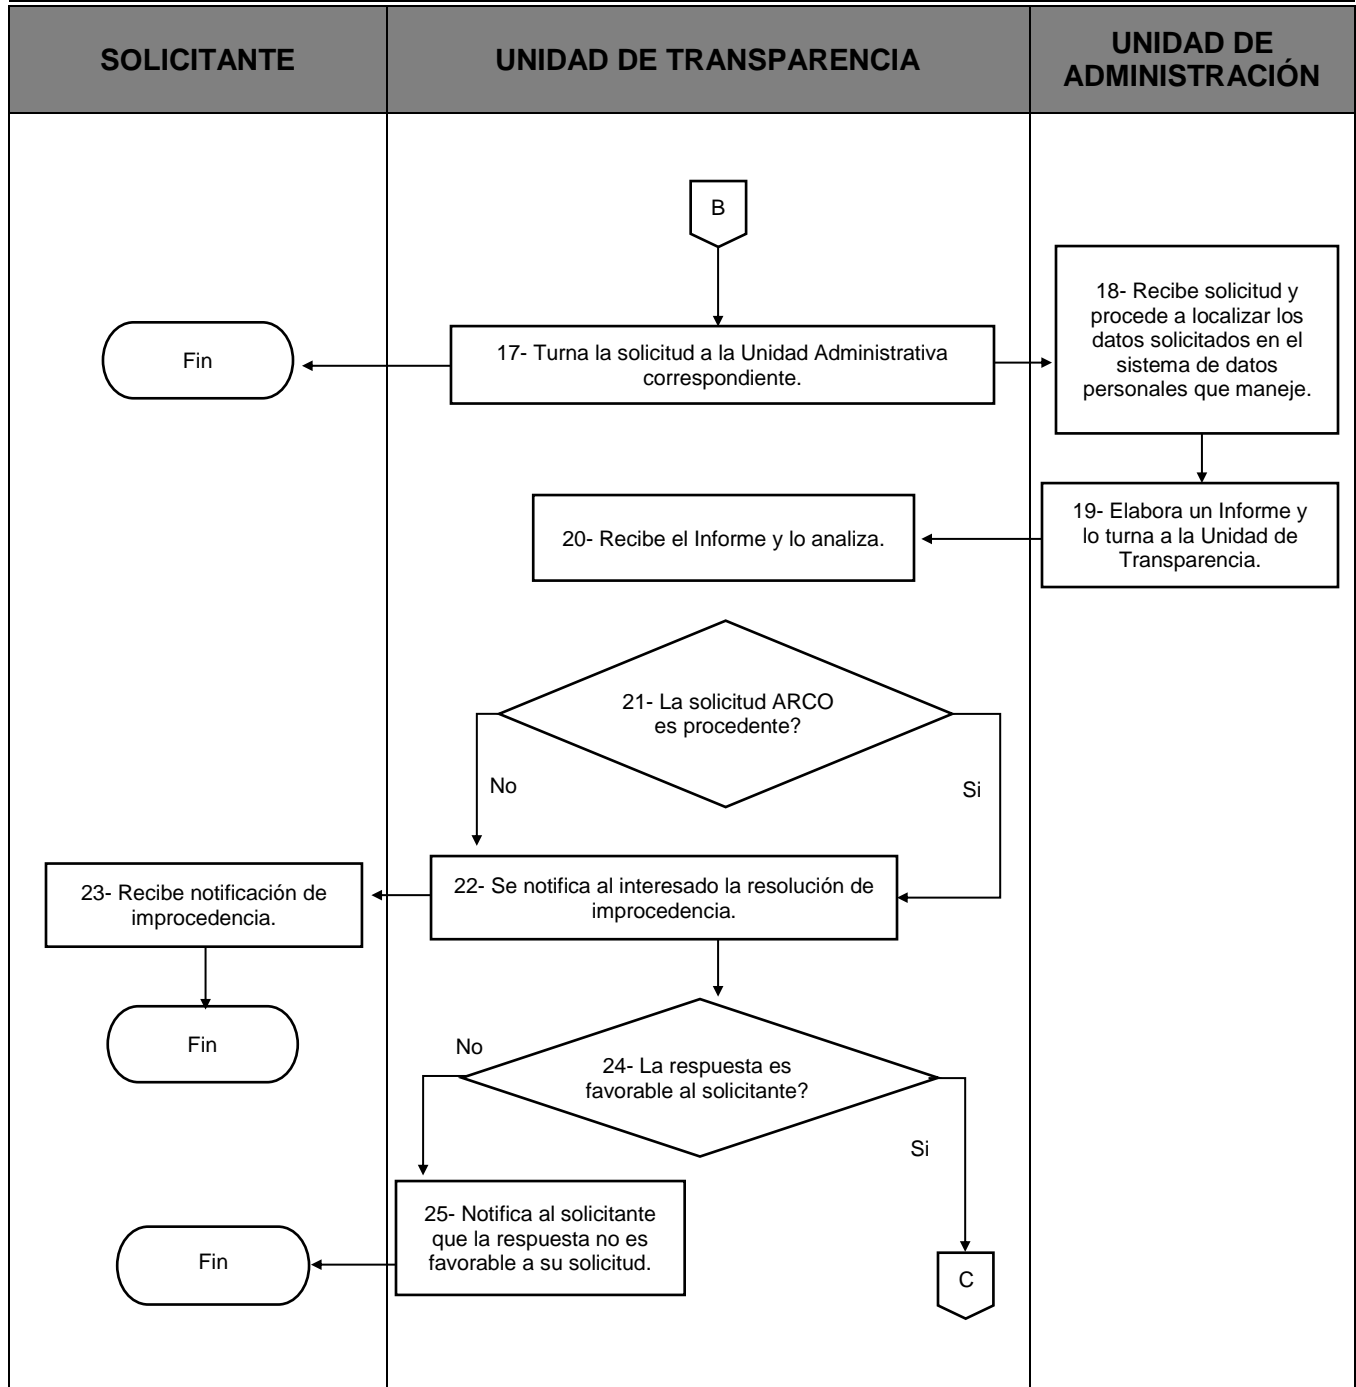 SOLICITANTE
UNIDAD DE TRANSPARENCIA
UNIDAD DE
ADMINISTRACIÓN
B
Fin
17- Turna la solicitud a la Unidad Administrativa
correspondiente.
18- Recibe solicitud y
procede a localizar los
datos solicitados en el
sistema de datos
personales que maneje.
20- Recibe el Informe y lo analiza.
19- Elabora un Informe y
lo turna a la Unidad de
Transparencia.
21- La solicitud ARCO
es procedente?
No
Si
23- Recibe notificación de
improcedencia.
22- Se notifica al interesado la resolución de
improcedencia.
Fin
No
24- La respuesta es
favorable al solicitante?
Si
25- Notifica al solicitante
que la respuesta no es
favorable a su solicitud.
Fin
C